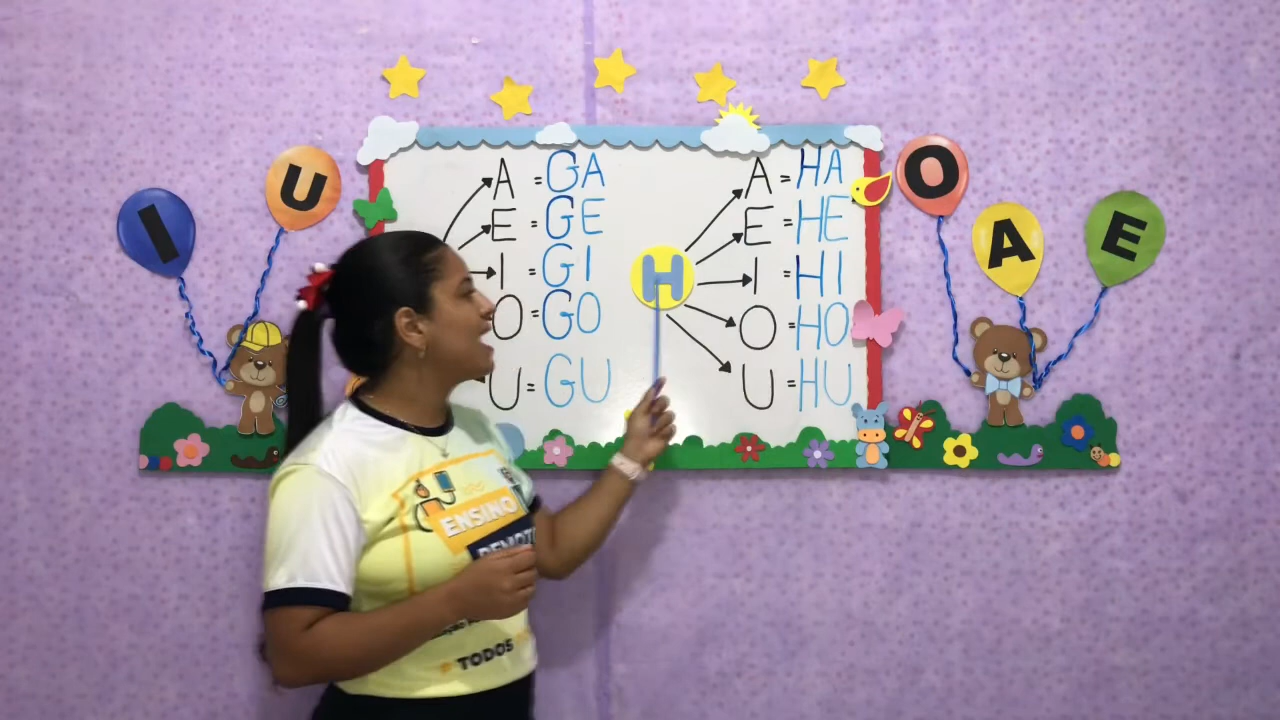 A = GA
E = GE
I = GI
O = GO
U = GU
H
A = HA
E = HE
I = HI
O = HO
U = HU
I
U
O
A
E
ENSINO
# TODOS